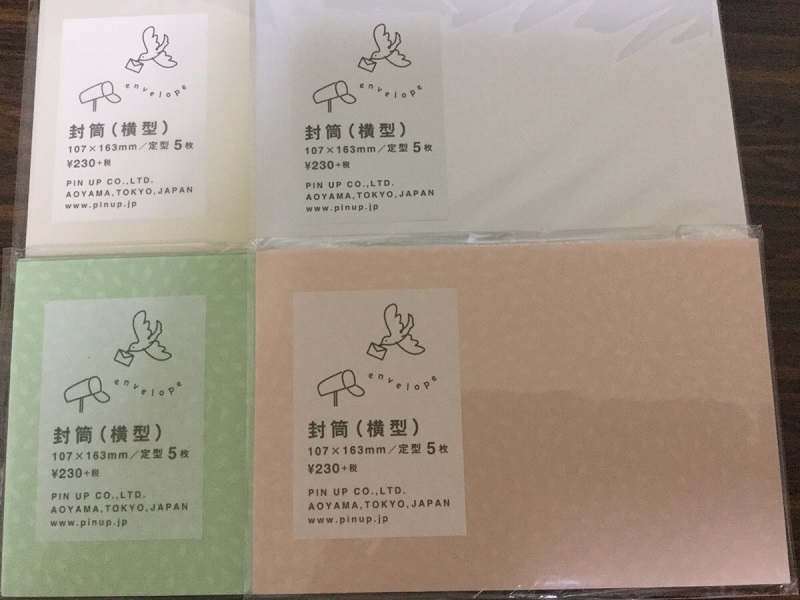 envelope
封筒(横型)
107×163mm/定型 5枚
¥230+税
PIN UP CO.,LTD.
AOYAMA,TOKYO,JAPAN
www.pinup.jp
envelope
封筒(横型)
107×163mm/定型 5枚
¥230+税
PIN UP CO.,LTD.
AOYAMA,TOKYO,JAPAN
www.pinup.jp
envelope
封筒(横型)
107×163mm/定型 5枚
¥230+税
PIN UP CO.,LTD.
AOYAMA,TOKYO,JAPAN
www.pinup.jp
envelope
封筒(横型)
107×163mm/定型 5枚
¥230+税
PIN UP CO.,LTD.
AOYAMA,TOKYO,JAPAN
www.pinup.jp